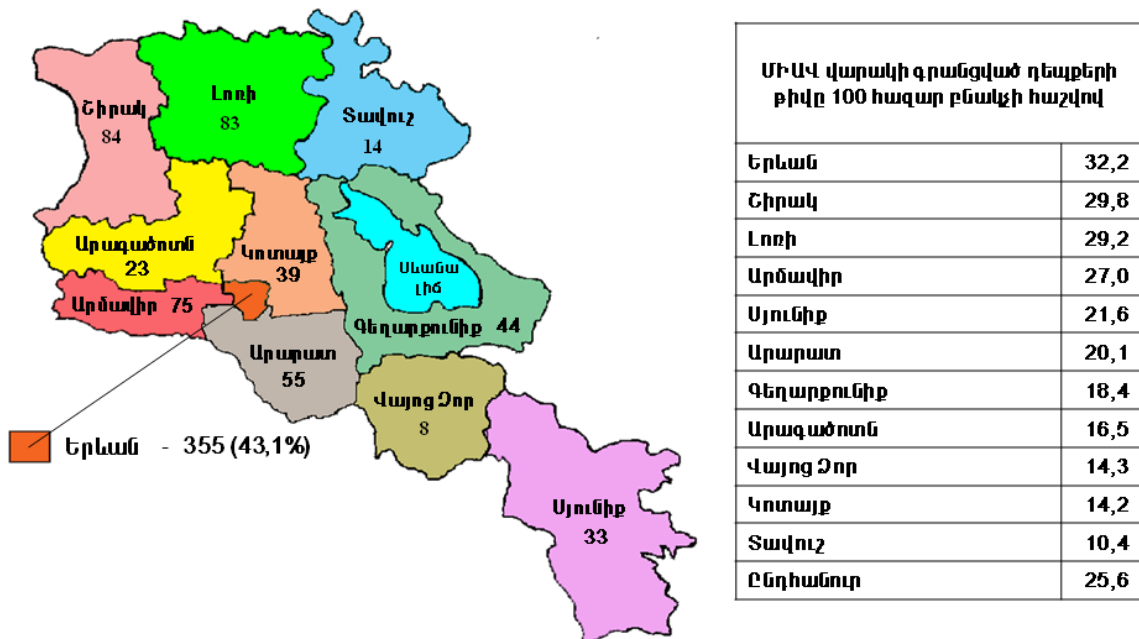 Շիրակ
84
Լոռի
83
Տավուշ
14
Արագածոտն
23
Կոտայք
39
Սևանա
լիճ
Արմավիր 75
Գեղարքունիք 44
Արարատ
55
Վայոց Ձոր
8
Երևան - 355 (43,1%)
Սյունիք
33
ՄԻԱՎ վարակի գրանցված դեպքերի
թիվը 100 հազար բնակչի հաշվով
Երևան 32,2
Շիրակ 29,8
Լոռի 29,2
Արմավիր 27,0
Սյունիք 21,6
Արարատ 20,1
Գեղարքունիք 18,4
Արագածոտն 16,5
Վայոց Ձոր 14,3
Կոտայք 14,2
Տավուշ 10,4
Ընդհանուր 25,6